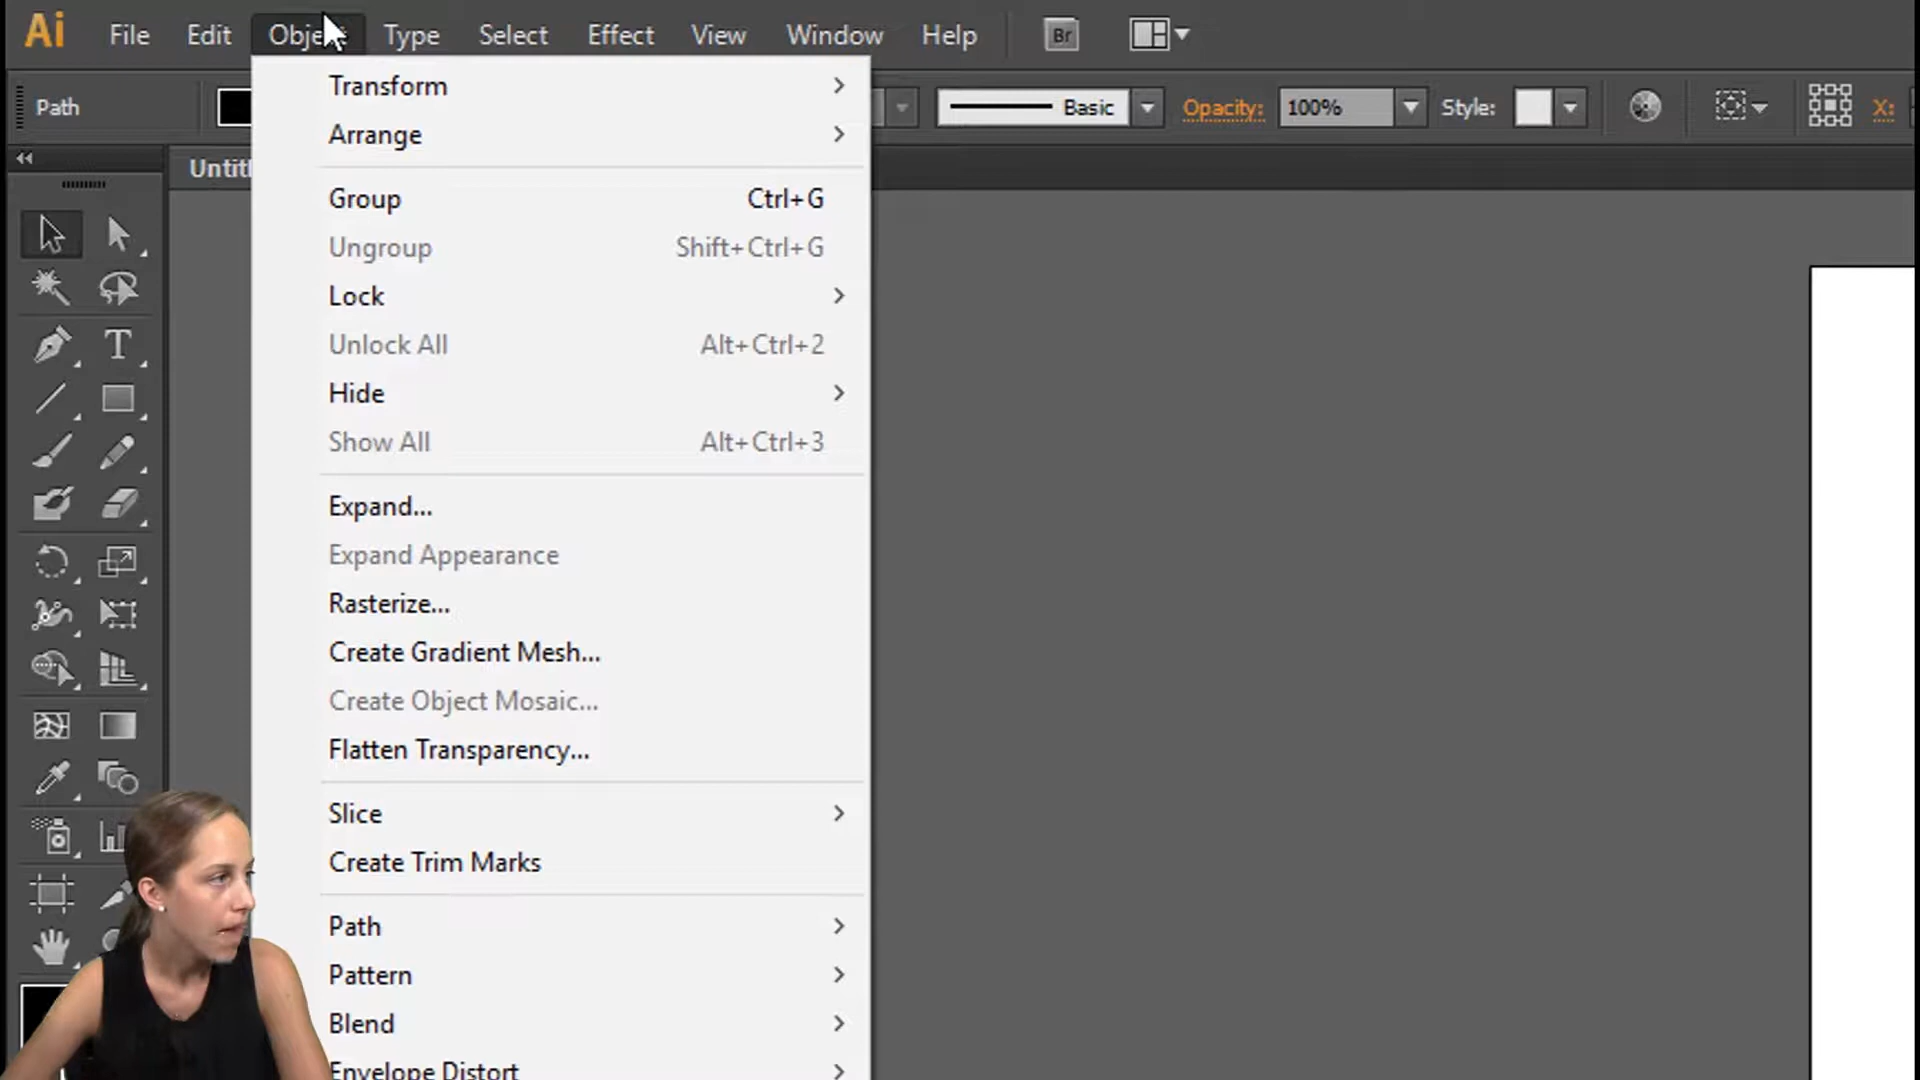 Ai File Edit Object Type Select Effect View Window Help Br
Path Basic Opacity: 100% Style: X:
Transform
Arrange
Group Ctrl+G
Ungroup Shift+Ctrl+G
Lock
Unlock All Alt+Ctrl+2
Hide
Show All Alt+Ctrl+3
Expand...
Expand Appearance
Rasterize...
Create Gradient Mesh...
Create Object Mosaic...
Flatten Transparency...
Slice
Create Trim Marks
Path
Pattern
Blend
Envelope Distort